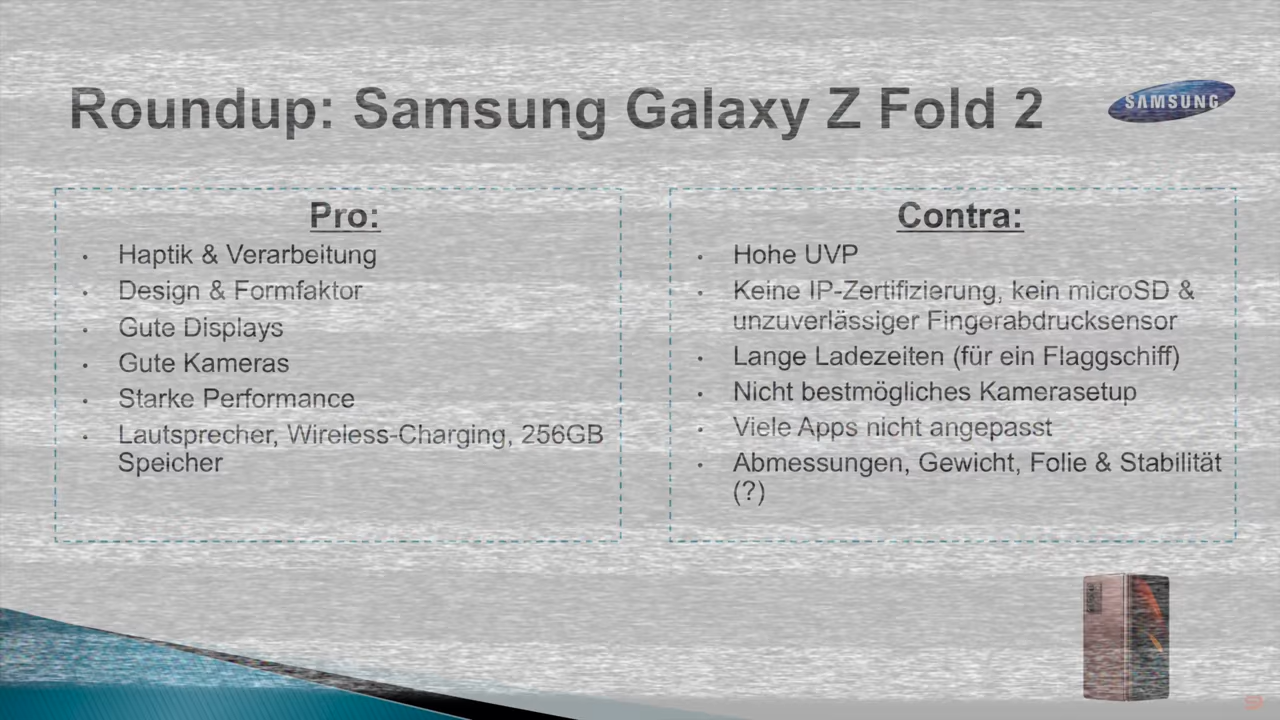 Roundup: Samsung Galaxy Z Fold 2
SAMSUNG
Pro:
• Haptik & Verarbeitung
• Design & Formfaktor
• Gute Displays
• Gute Kameras
• Starke Performance
• Lautsprecher, Wireless-Charging, 256GB
Speicher
Contra:
• Hohe UVP
• Keine IP-Zertifizierung, kein microSD &
unzuverlässiger Fingerabdrucksensor
• Lange Ladezeiten (für ein Flaggschiff)
• Nicht bestmögliches Kamerasetup
• Viele Apps nicht angepasst
• Abmessungen, Gewicht, Folie & Stabilität
(?)